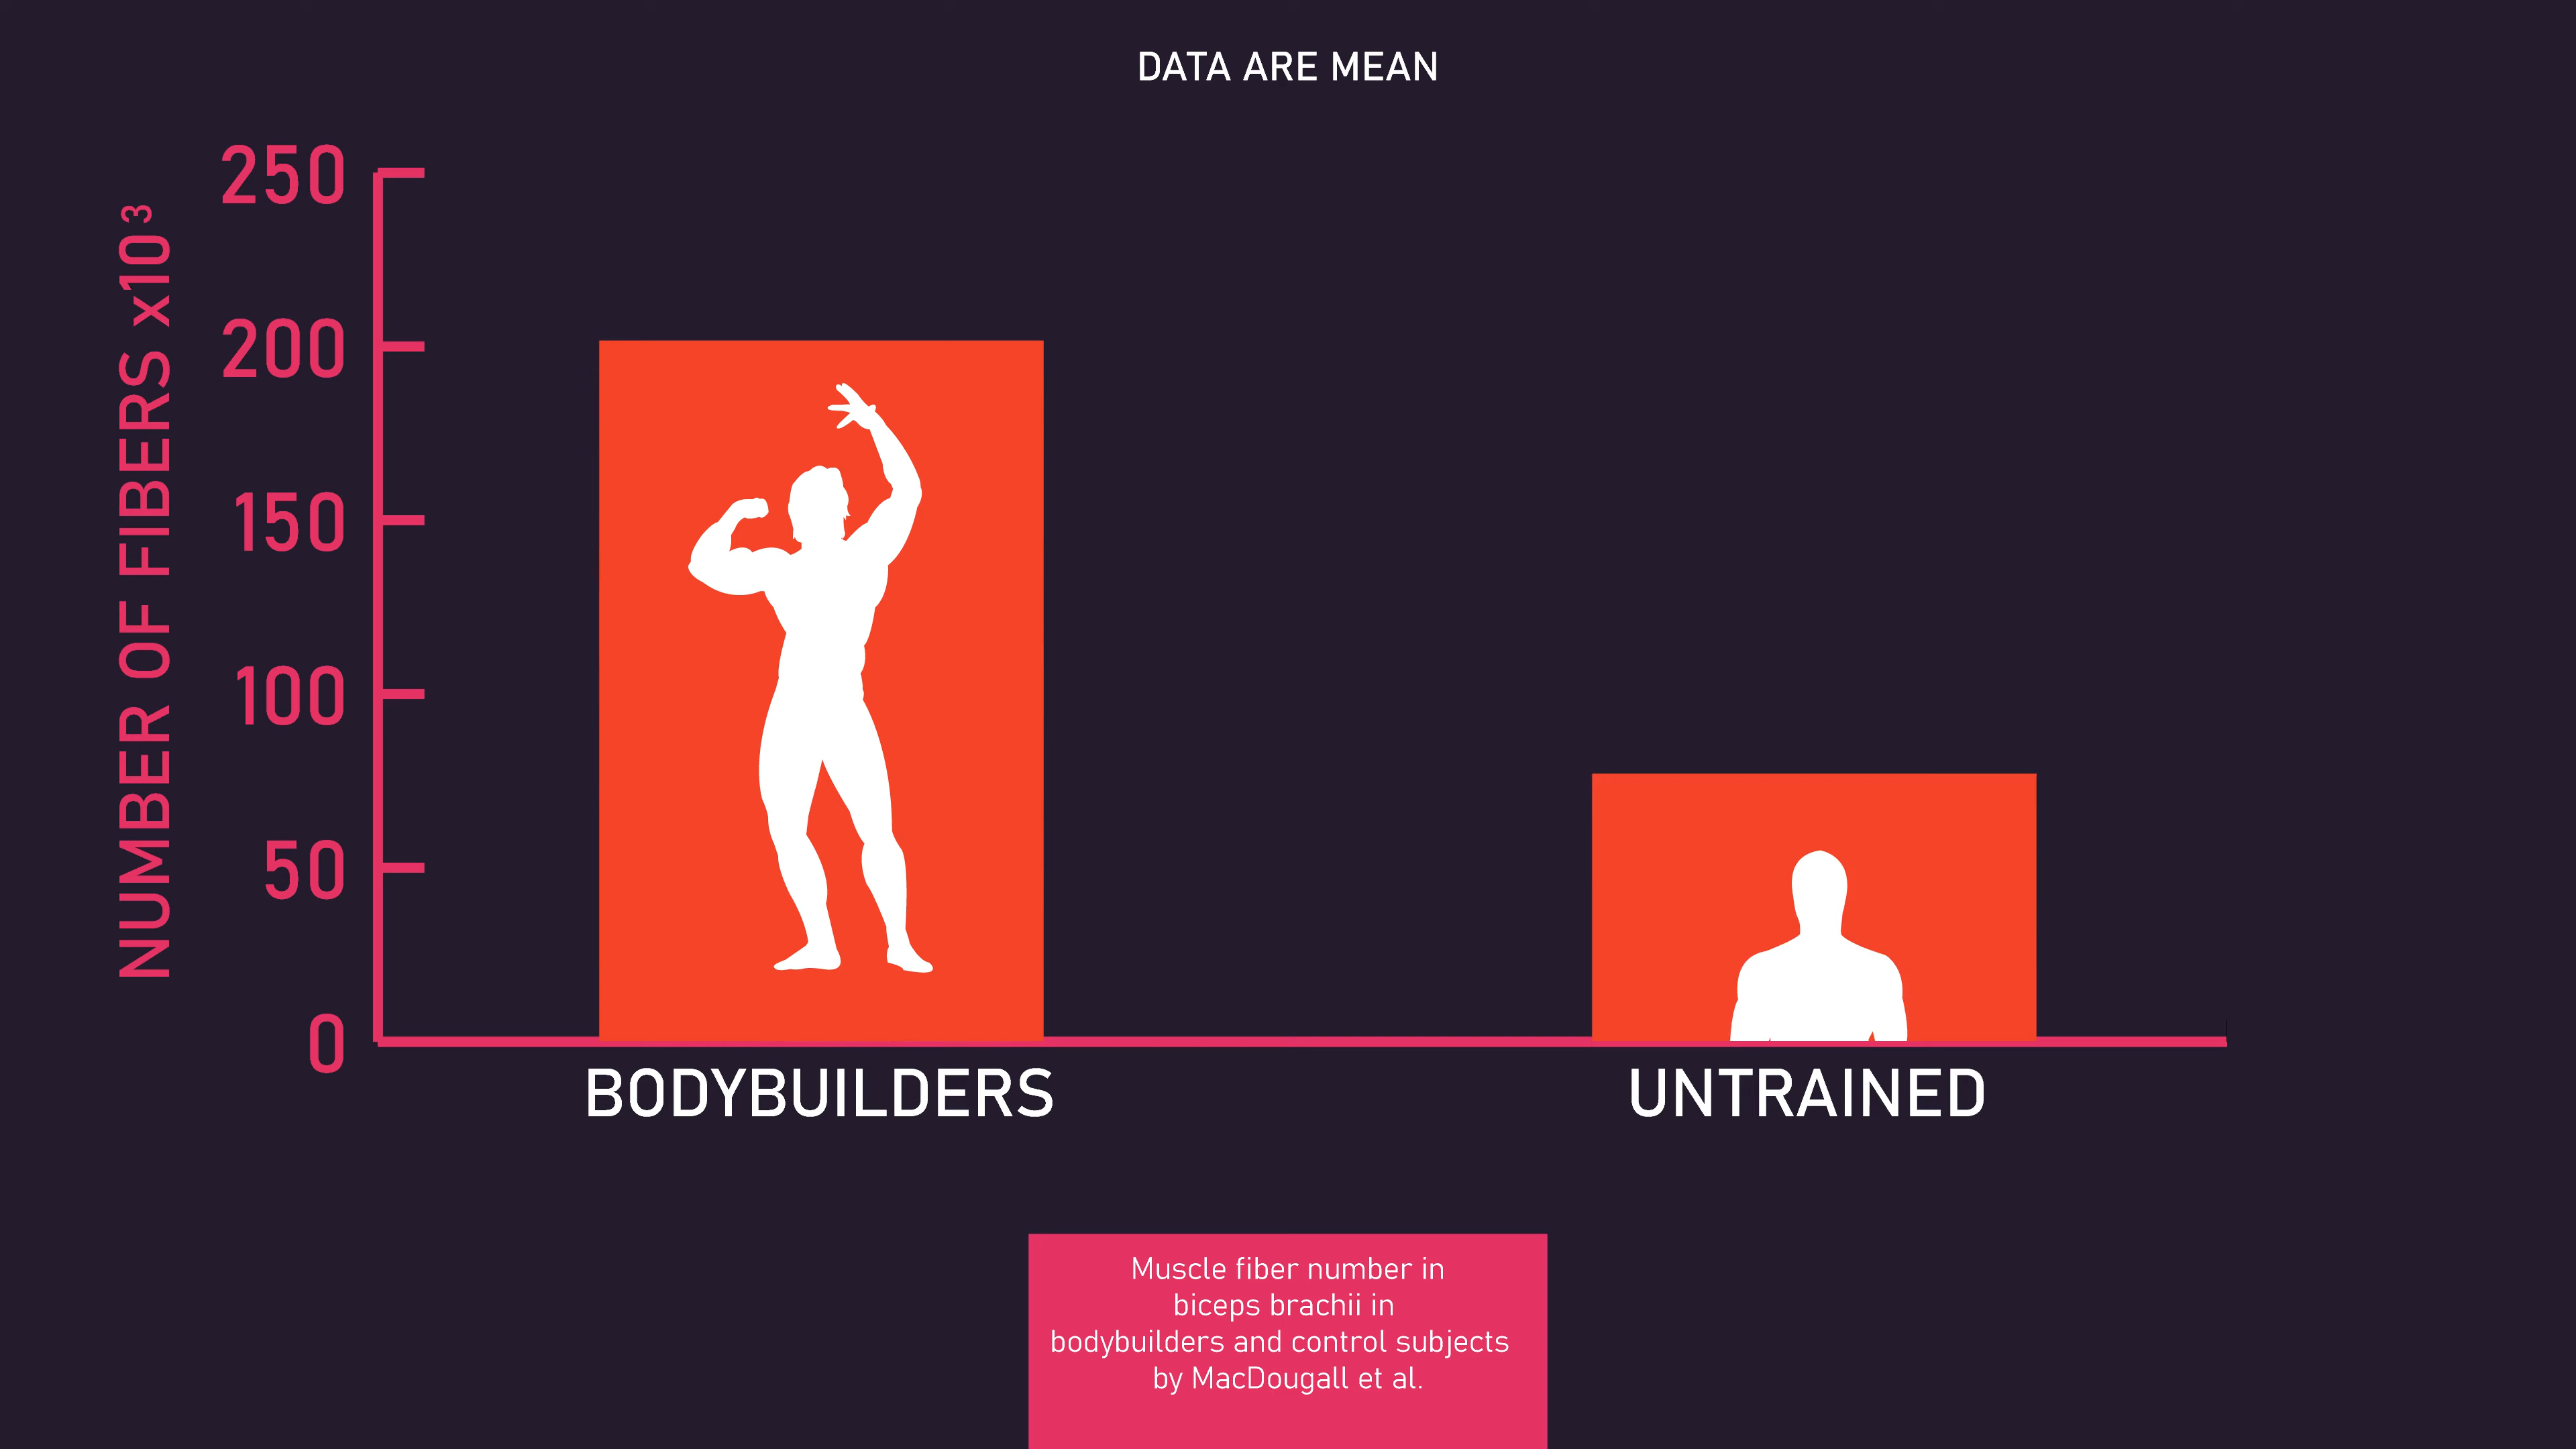 DATA ARE MEAN
NUMBER OF FIBERS x10³
250
200
150
100
50
0
BODYBUILDERS
UNTRAINED
Muscle fiber number in
biceps brachii in
bodybuilders and control subjects
by MacDougall et al.